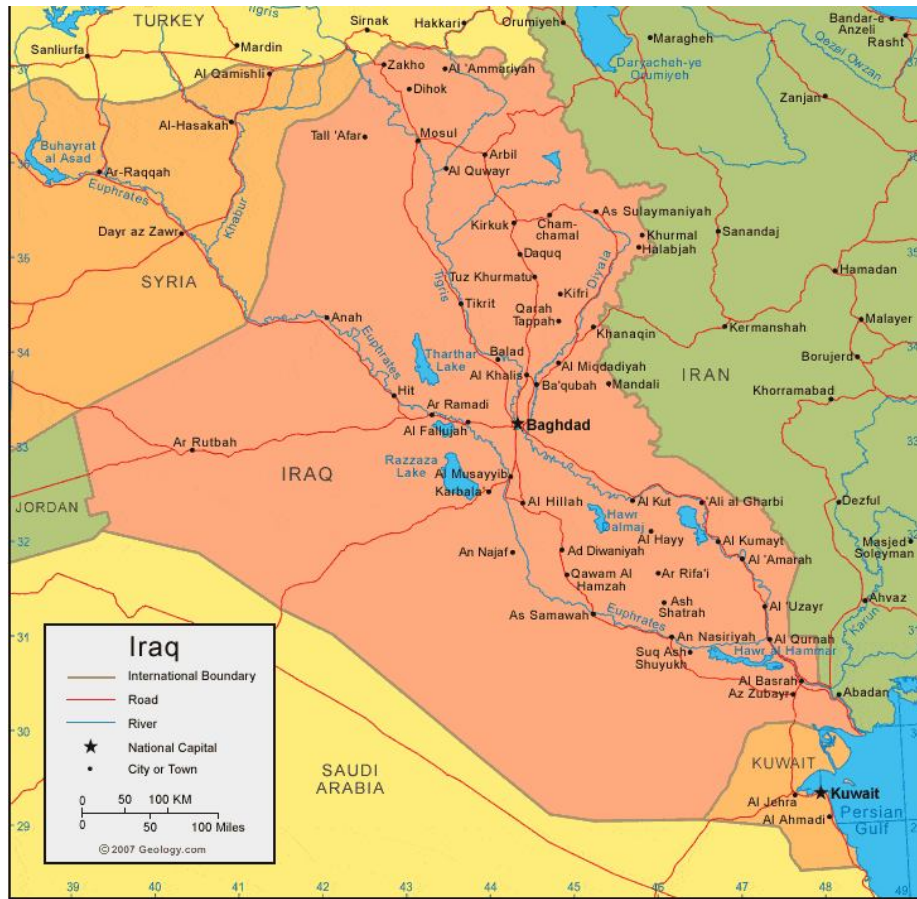 TURKEY
Tigris
Sirnak
Hakkari
Orumiyeh
Bandar-e
Anzeli
Rasht
Sanliurfa
Mardin
Maragheh
Qezel Owzan
37
Al Qamishli
Zakho
Al 'Ammariyah
Daryacheh-ye
Orumiyeh
37
Dihok
Zanjan
Al-Hasakah
Tall 'Afar
Mosul
Buhayrat
al Asad
Arbil
36
Ar-Raqqah
Al Quwayr
Euphrates
Khabur
As Sulaymaniyah
Kirkuk
Cham-
chamal
Khurmal
Halabjah
Sanandaj
Dayr az Zawr
Daquq
35
Hamadan
SYRIA
Tigris
Tuz Khurmatu
Diyala
Kifri
Tikrit
Qarah
Tappah
Anah
Euphrates
Khanaqin
Kermanshah
Malayer
34
Tharthar
Lake
Balad
Al Miqdadiyah
Borujerd
Al Khalis
IRAN
Hit
Ba'qubah
Mandali
Khorramabad
Ar Ramadi
Baghdad
33
Al Fallujah
Ar Rutbah
IRAQ
Razzaza
Lake
Al Musayyib
Karbala'
JORDAN
Al Hillah
Al Kut
'Ali al Gharbi
Dezful
Hawr
Dalmaj
32
Al Hayy
Al Kumayt
Masjed
Soleyman
An Najaf
Ad Diwaniyah
Al 'Amarah
Qawam Al
Hamzah
Ar Rifa'i
Ash
Shatrah
Al 'Uzayr
Ahvaz
As Samawah
Euphrates
Karun
31
An Nasiriyah
Al Qurnah
31
Suq Ash
Shuyukh
Hawr al Hammar
Al Basrah
Az Zubayr
Abadan
30
30
KUWAIT
SAUDI
ARABIA
Kuwait
Al Jehra
Persian
Gulf
Al Ahmadi
29
Iraq
International Boundary
Road
River
National Capital
City or Town
0 50 100 KM
0 50 100 Miles
© 2007 Geology.com
39 40 41 42 43 44 45 46 47 48 49